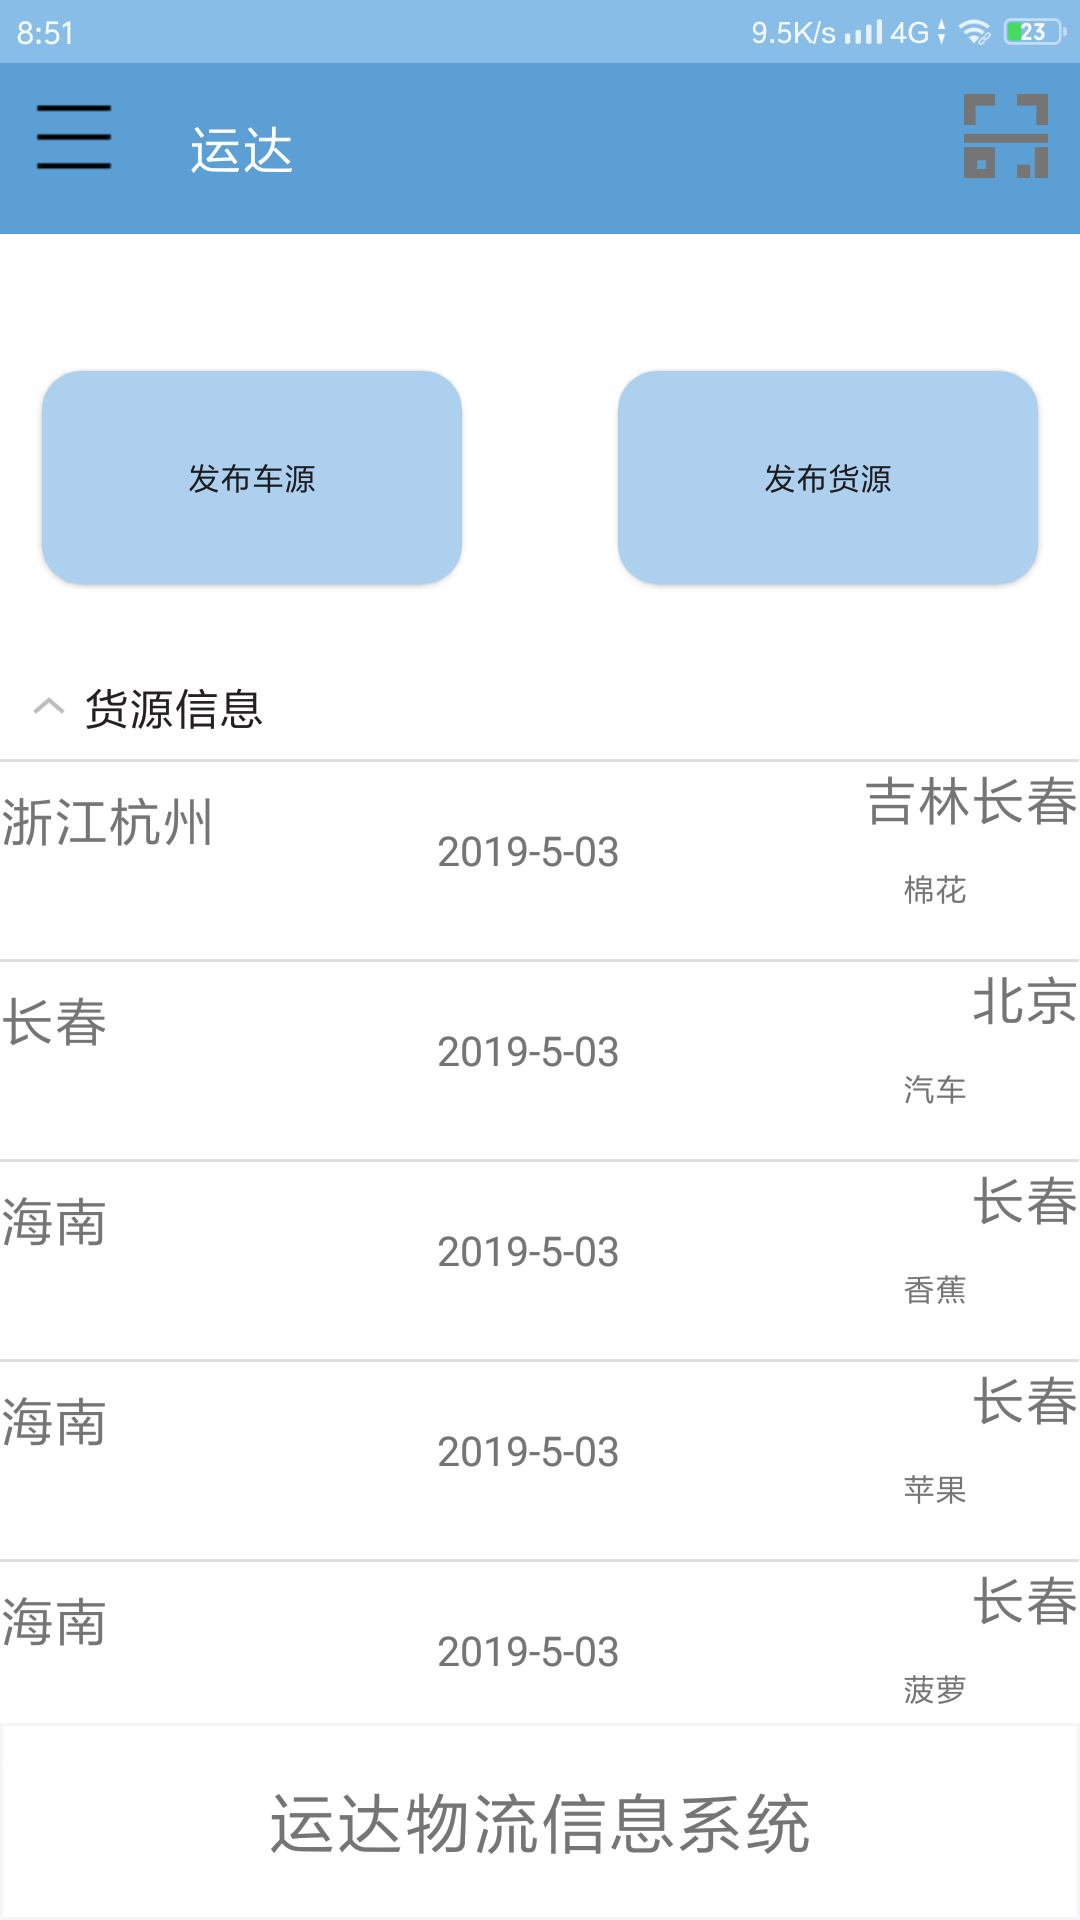 8:51 9.5K/s 4G 23
运达
发布车源 发布货源
货源信息
浙江杭州 2019-5-03 吉林长春
棉花
长春 2019-5-03 北京
汽车
海南 2019-5-03 长春
香蕉
海南 2019-5-03 长春
苹果
海南 2019-5-03 长春
菠萝
运达物流信息系统